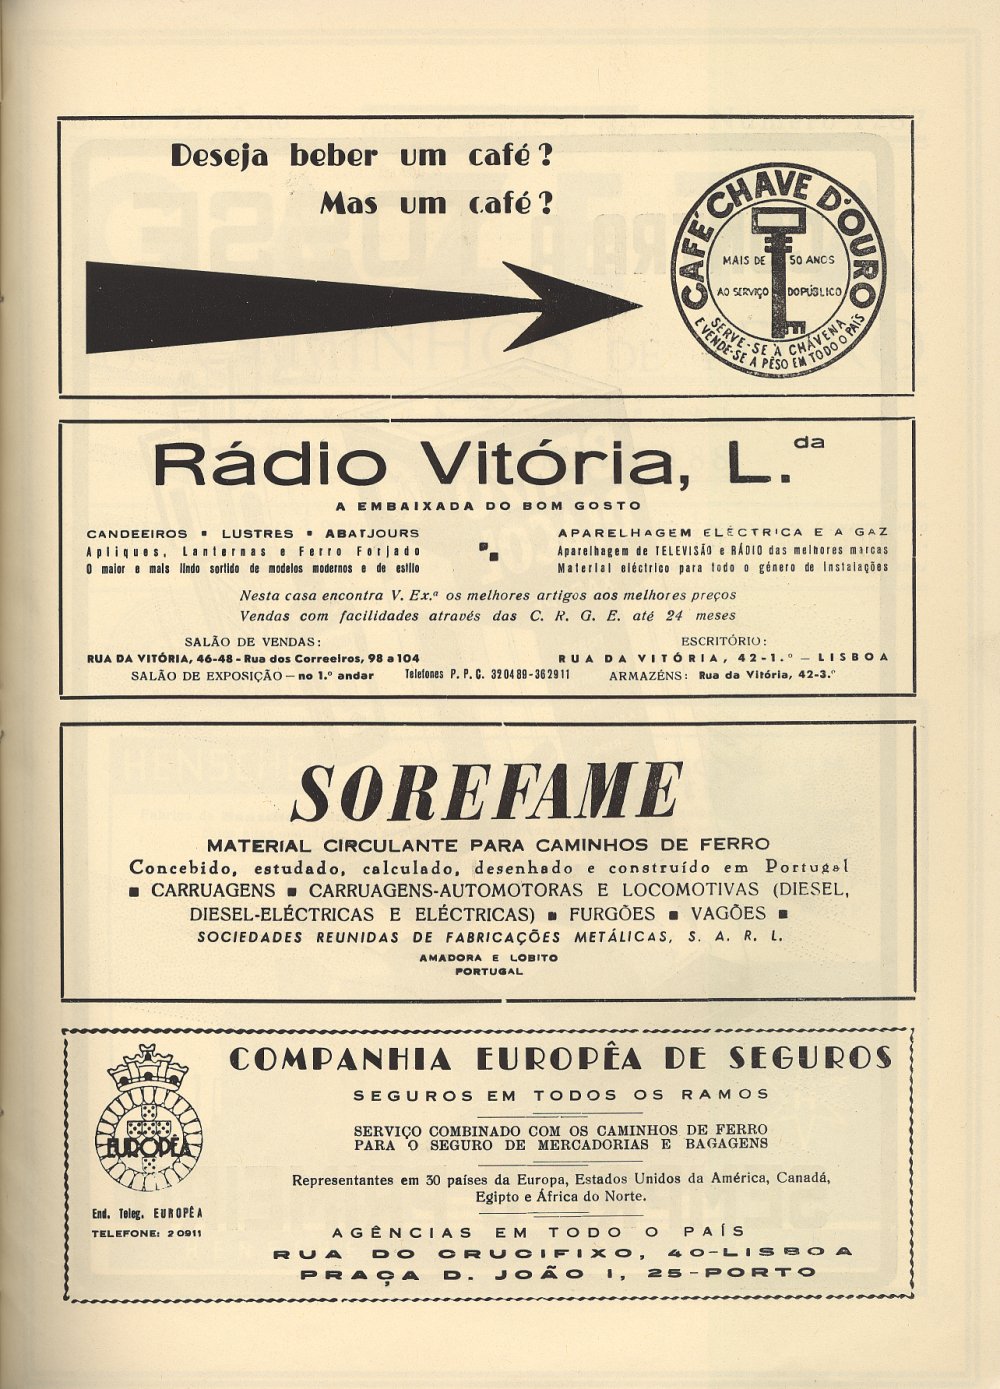 Deseja beber um café?
Mas um café?
CAFÉ CHAVE D'OURO
MAIS DE 50 ANOS
AO SERVIÇO DO PÚBLICO
SERVE-SE À CHÁVENA
E VENDE-SE A PÊSO EM TODO O PAÍS
Rádio Vitória, L.da
A EMBAIXADA DO BOM GOSTO
CANDEEIROS ▪ LUSTRES ▪ ABATJOURS
Apliques, Lanternas e Ferro Forjado
O maior e mais lindo sortido de modelos modernos e de estilo
APARELHAGEM ELÉCTRICA E A GAZ
Aparelhagem de TELEVISÃO e RÁDIO das melhores marcas
Material eléctrico para todo o género de Instalações
Nesta casa encontra V. Ex.ª os melhores artigos aos melhores preços
Vendas com facilidades através das C. R. G. E. até 24 meses
SALÃO DE VENDAS:
RUA DA VITÓRIA, 46-48 - Rua dos Correeiros, 98 a 104
SALÃO DE EXPOSIÇÃO — no 1.º andar
Telefones P. P. C. 320489-362911
ESCRITÓRIO:
RUA DA VITÓRIA, 42-1.º — LISBOA
ARMAZÉNS: Rua da Vitória, 42-3.º
SOREFAME
MATERIAL CIRCULANTE PARA CAMINHOS DE FERRO
Concebido, estudado, calculado, desenhado e construído em Portugal
▪ CARRUAGENS ▪ CARRUAGENS-AUTOMOTORAS E LOCOMOTIVAS (DIESEL,
DIESEL-ELÉCTRICAS E ELÉCTRICAS) ▪ FURGÕES ▪ VAGÕES ▪
SOCIEDADES REUNIDAS DE FABRICAÇÕES METÁLICAS, S. A. R. L.
AMADORA E LOBITO
PORTUGAL
EUROPÊA
End. Teleg. EUROPÊA
TELEFONE: 20911
COMPANHIA EUROPÊA DE SEGUROS
SEGUROS EM TODOS OS RAMOS
SERVIÇO COMBINADO COM OS CAMINHOS DE FERRO
PARA O SEGURO DE MERCADORIAS E BAGAGENS
Representantes em 30 países da Europa, Estados Unidos da América, Canadá,
Egipto e África do Norte.
AGÊNCIAS EM TODO O PAÍS
RUA DO CRUCIFIXO, 40-LISBOA
PRAÇA D. JOÃO I, 25-PORTO